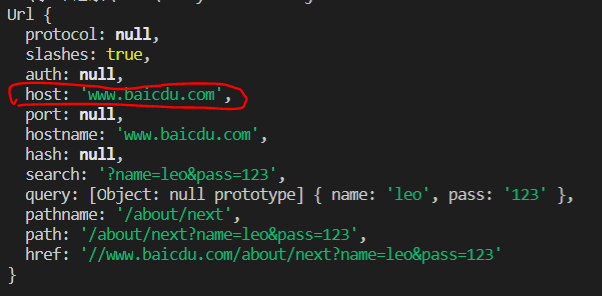 Url {
  protocol: null,
  slashes: true,
  auth: null,
  host: 'www.baicdu.com',
  port: null,
  hostname: 'www.baicdu.com',
  hash: null,
  search: '?name=leo&pass=123',
  query: [Object: null prototype] { name: 'leo', pass: '123' },
  pathname: '/about/next',
  path: '/about/next?name=leo&pass=123',
  href: '//www.baicdu.com/about/next?name=leo&pass=123'
}